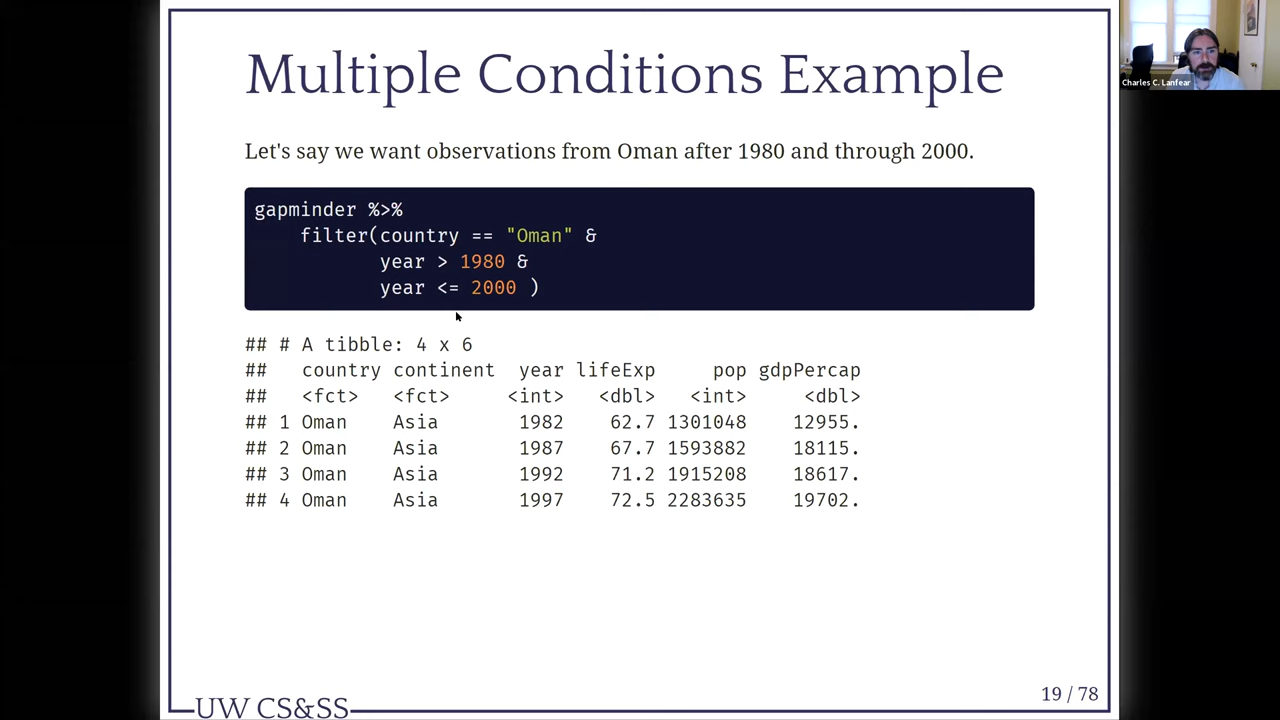 Multiple Conditions Example
Charles C. Lanfear
Let's say we want observations from Oman after 1980 and through 2000.
gapminder %>%
    filter(country == "Oman" &
           year > 1980 &
           year <= 2000 )
## # A tibble: 4 x 6
##   country continent  year lifeExp     pop gdpPercap
##   <fct>   <fct>     <int>   <dbl>   <int>     <dbl>
## 1 Oman    Asia       1982    62.7 1301048    12955.
## 2 Oman    Asia       1987    67.7 1593882    18115.
## 3 Oman    Asia       1992    71.2 1915208    18617.
## 4 Oman    Asia       1997    72.5 2283635    19702.
UW CS&SS
19 / 78